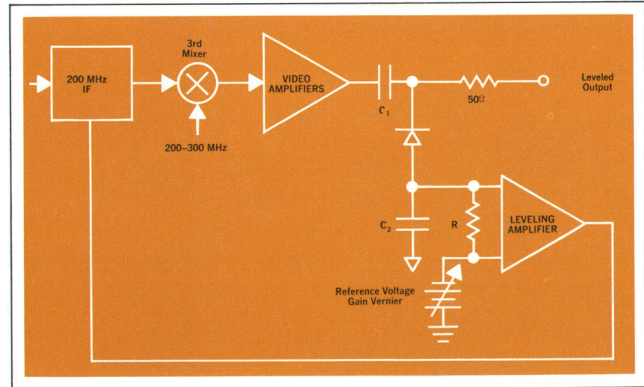 3rd
Mixer
200 MHz
IF
VIDEO
AMPLIFIERS
C₁
50Ω
Leveled
Output
200–300 MHz
C₂
R
LEVELING
AMPLIFIER
Reference Voltage
Gain Vernier